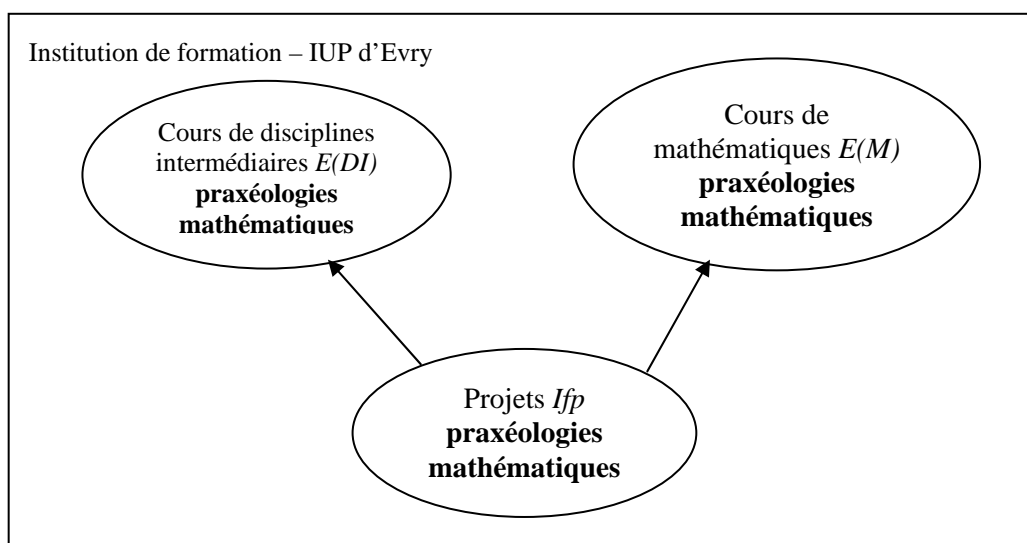 Institution de formation – IUP d’Evry
Cours de disciplines
intermédiaires E(DI)
praxéologies
mathématiques
Cours de
mathématiques E(M)
praxéologies
mathématiques
Projets Ifp
praxéologies
mathématiques